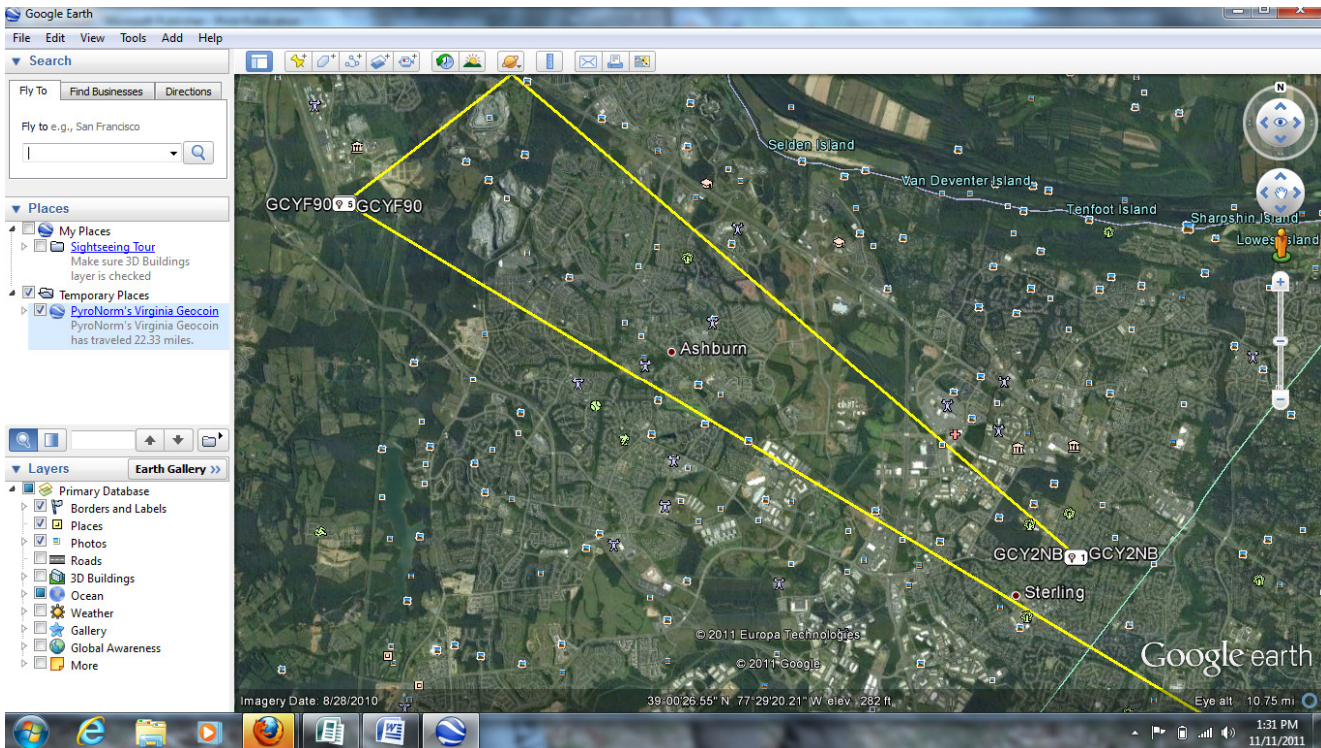 Google Earth
File Edit View Tools Add Help
Search
Fly To Find Businesses Directions
Fly to e.g., San Francisco
Places
My Places
Sightseeing Tour
Make sure 3D Buildings
layer is checked
Temporary Places
PyroNorm's Virginia Geocoin
PyroNorm's Virginia Geocoin
has traveled 22.33 miles.
Layers Earth Gallery >>
Primary Database
Borders and Labels
Places
Photos
Roads
3D Buildings
Ocean
Weather
Gallery
Global Awareness
More
N
Selden Island
Van Deventer Island
Tenfoot Island
Sharpshin Island
Lowes Island
GCYF90 5 GCYF90
Ashburn
GCY2NB 1 GCY2NB
Sterling
© 2011 Europa Technologies
© 2011 Google
Google earth
Imagery Date: 8/28/2010 39°00'26.55" N 77°29'20.21" W elev 282 ft Eye alt 10.75 mi
1:31 PM
11/11/2011